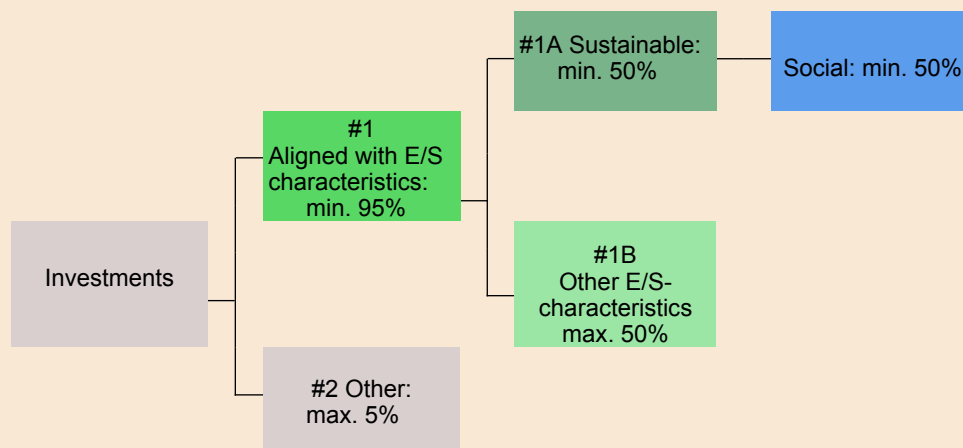 #1A Sustainable:
min. 50%
Social: min. 50%
#1
Aligned with E/S
characteristics:
min. 95%
Investments
#1B
Other E/S-
characteristics
max. 50%
#2 Other:
max. 5%